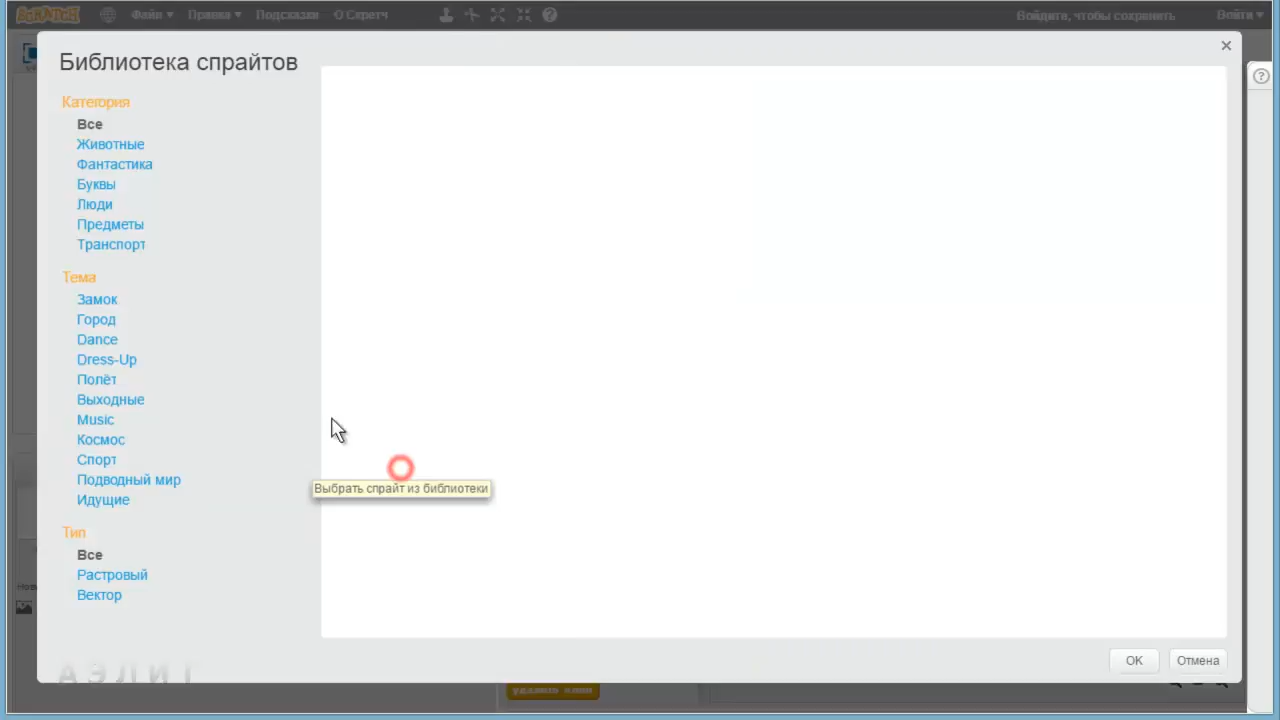 SCRATCH Файл Правка Подсказки О Скретч Войдите, чтобы сохранить Войти
Библиотека спрайтов
Категория
Все
Животные
Фантастика
Буквы
Люди
Предметы
Транспорт
Тема
Замок
Город
Dance
Dress-Up
Полёт
Выходные
Music
Космос
Спорт
Подводный мир
Идущие
Тип
Все
Растровый
Вектор
Выбрать спрайт из библиотеки
OK Отмена